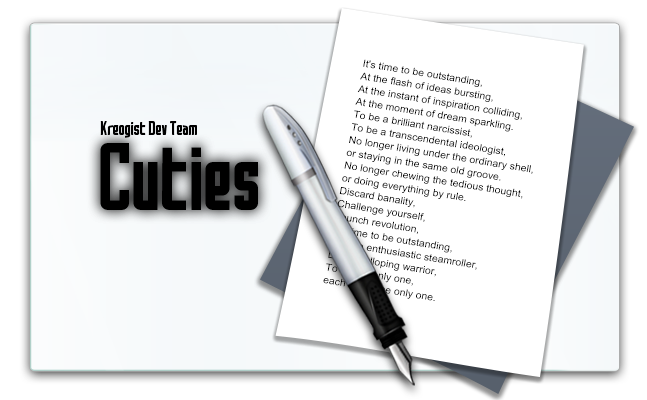 Kreogist Dev Team
Cuties
It's time to be outstanding,
At the flash of ideas bursting,
At the instant of inspiration colliding,
At the moment of dream sparkling.
To be a brilliant narcissist,
To be a transcendental ideologist,
No longer living under the ordinary shell,
or staying in the same old groove.
No longer chewing the tedious thought,
or doing everything by rule.
Discard banality,
Challenge yourself,
revolution,
to be outstanding,
enthusiastic steamroller,
warrior,
To only one,
each only one.